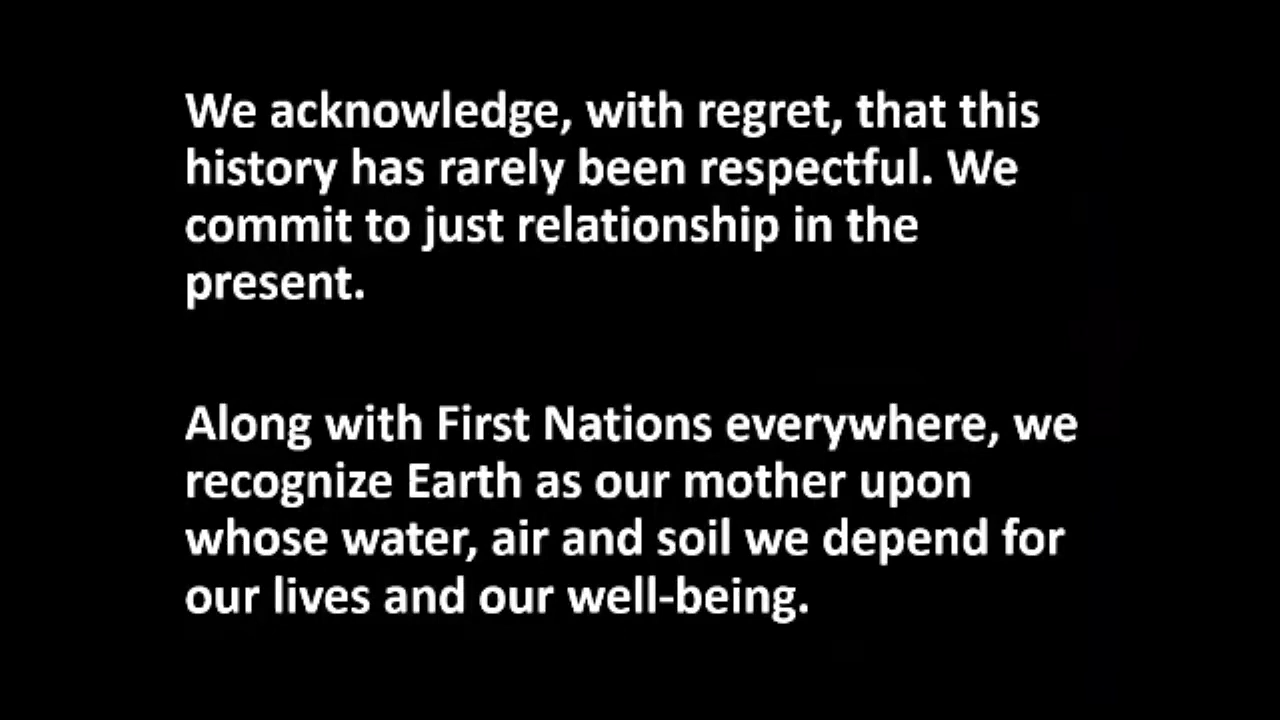 We acknowledge, with regret, that this
history has rarely been respectful. We
commit to just relationship in the
present.
Along with First Nations everywhere, we
recognize Earth as our mother upon
whose water, air and soil we depend for
our lives and our well-being.